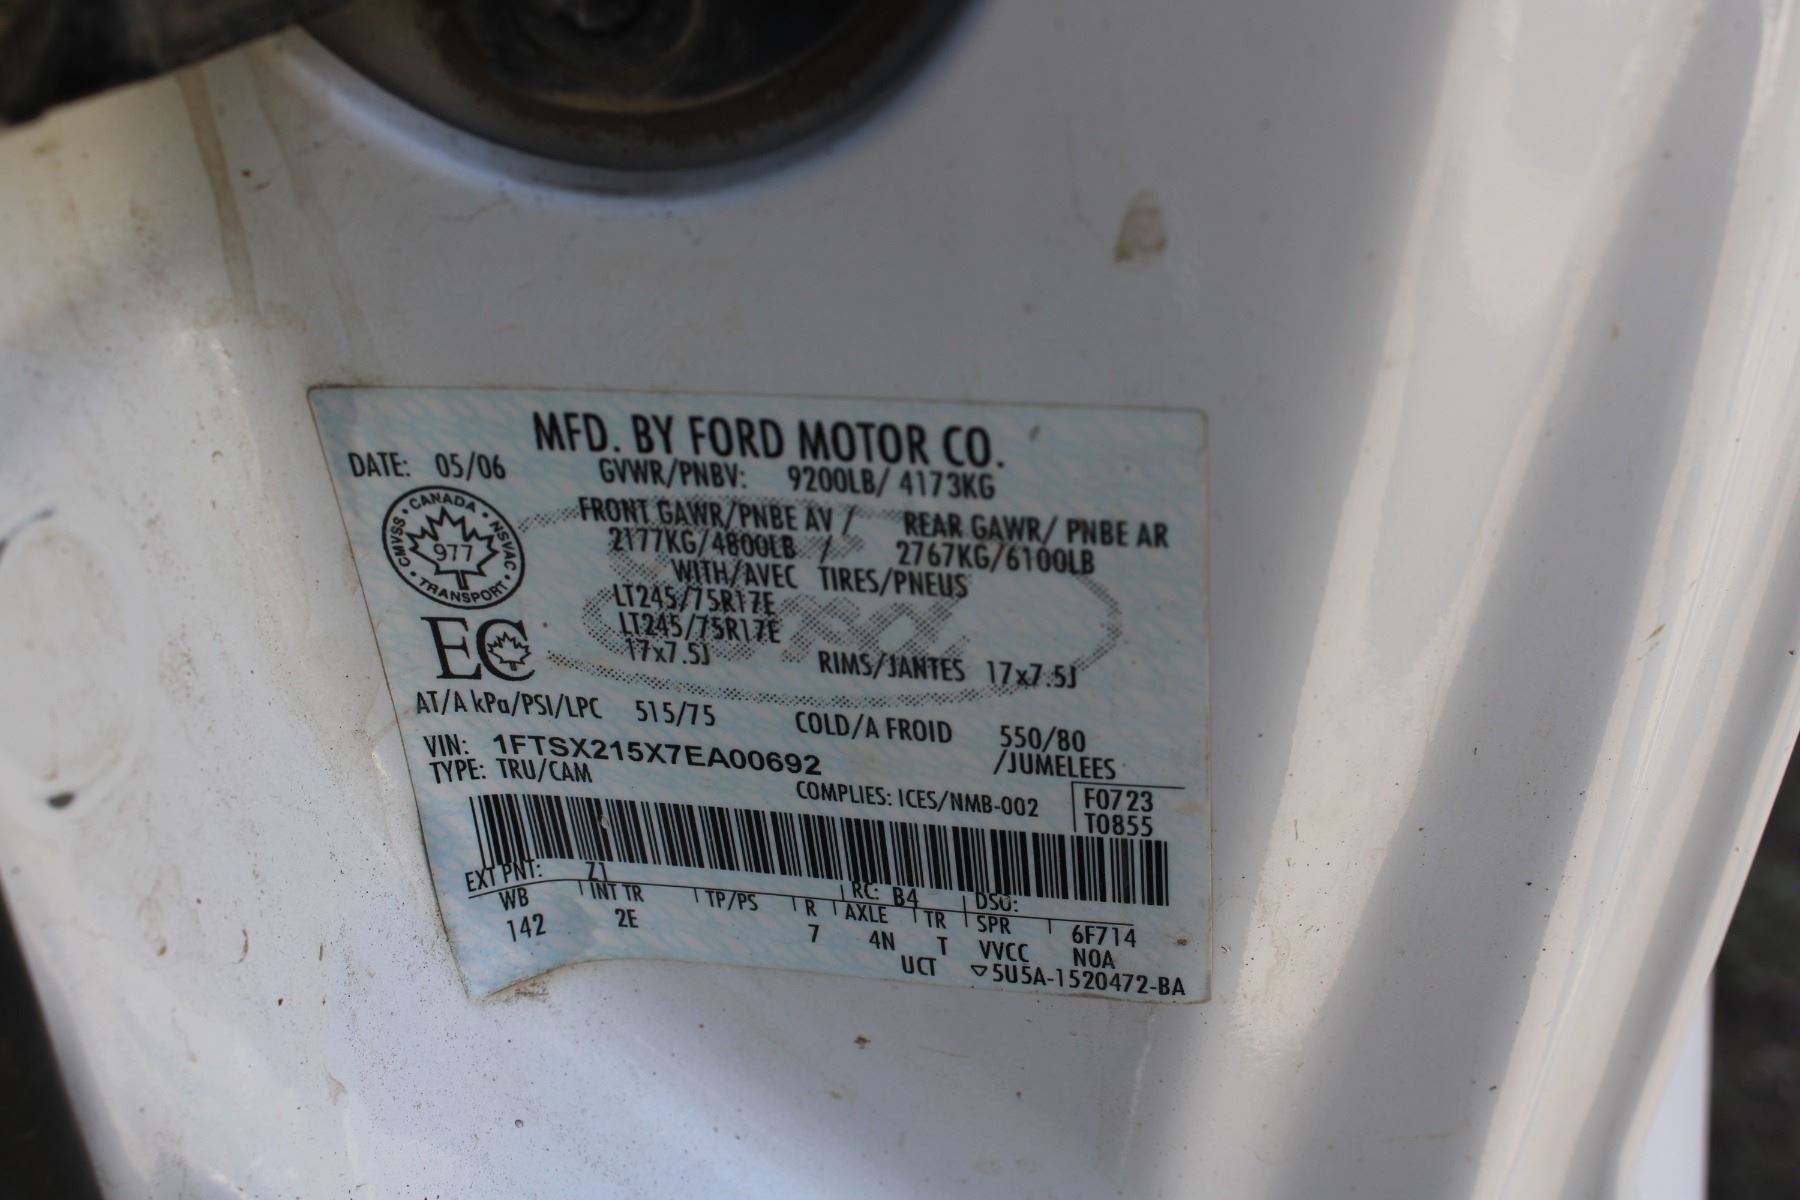 MFD. BY FORD MOTOR CO.
DATE: 05/06 GVWR/PNBV: 9200LB/ 4173KG
CMVSS • CANADA • NSVAC • TRANSPORT •
977
FRONT GAWR/PNBE AV / REAR GAWR/ PNBE AR
2177KG/4800LB / 2767KG/6100LB
WITH/AVEC TIRES/PNEUS
LT245/75R17E
LT245/75R17E
EC
17x7.5J RIMS/JANTES 17x7.5J
AT/A kPa/PSI/LPC 515/75 COLD/A FROID 550/80
/JUMELEES
VIN: 1FTSX215X7EA00692
TYPE: TRU/CAM
COMPLIES: ICES/NMB-002 F0723
T0855
EXT PNT: Z1 RC: B4 DSO:
WB INT TR TP/PS R AXLE TR SPR 6F714
142 2E 7 4N T VVCC NOA
UCT ▽5U5A-1520472-BA
Ford